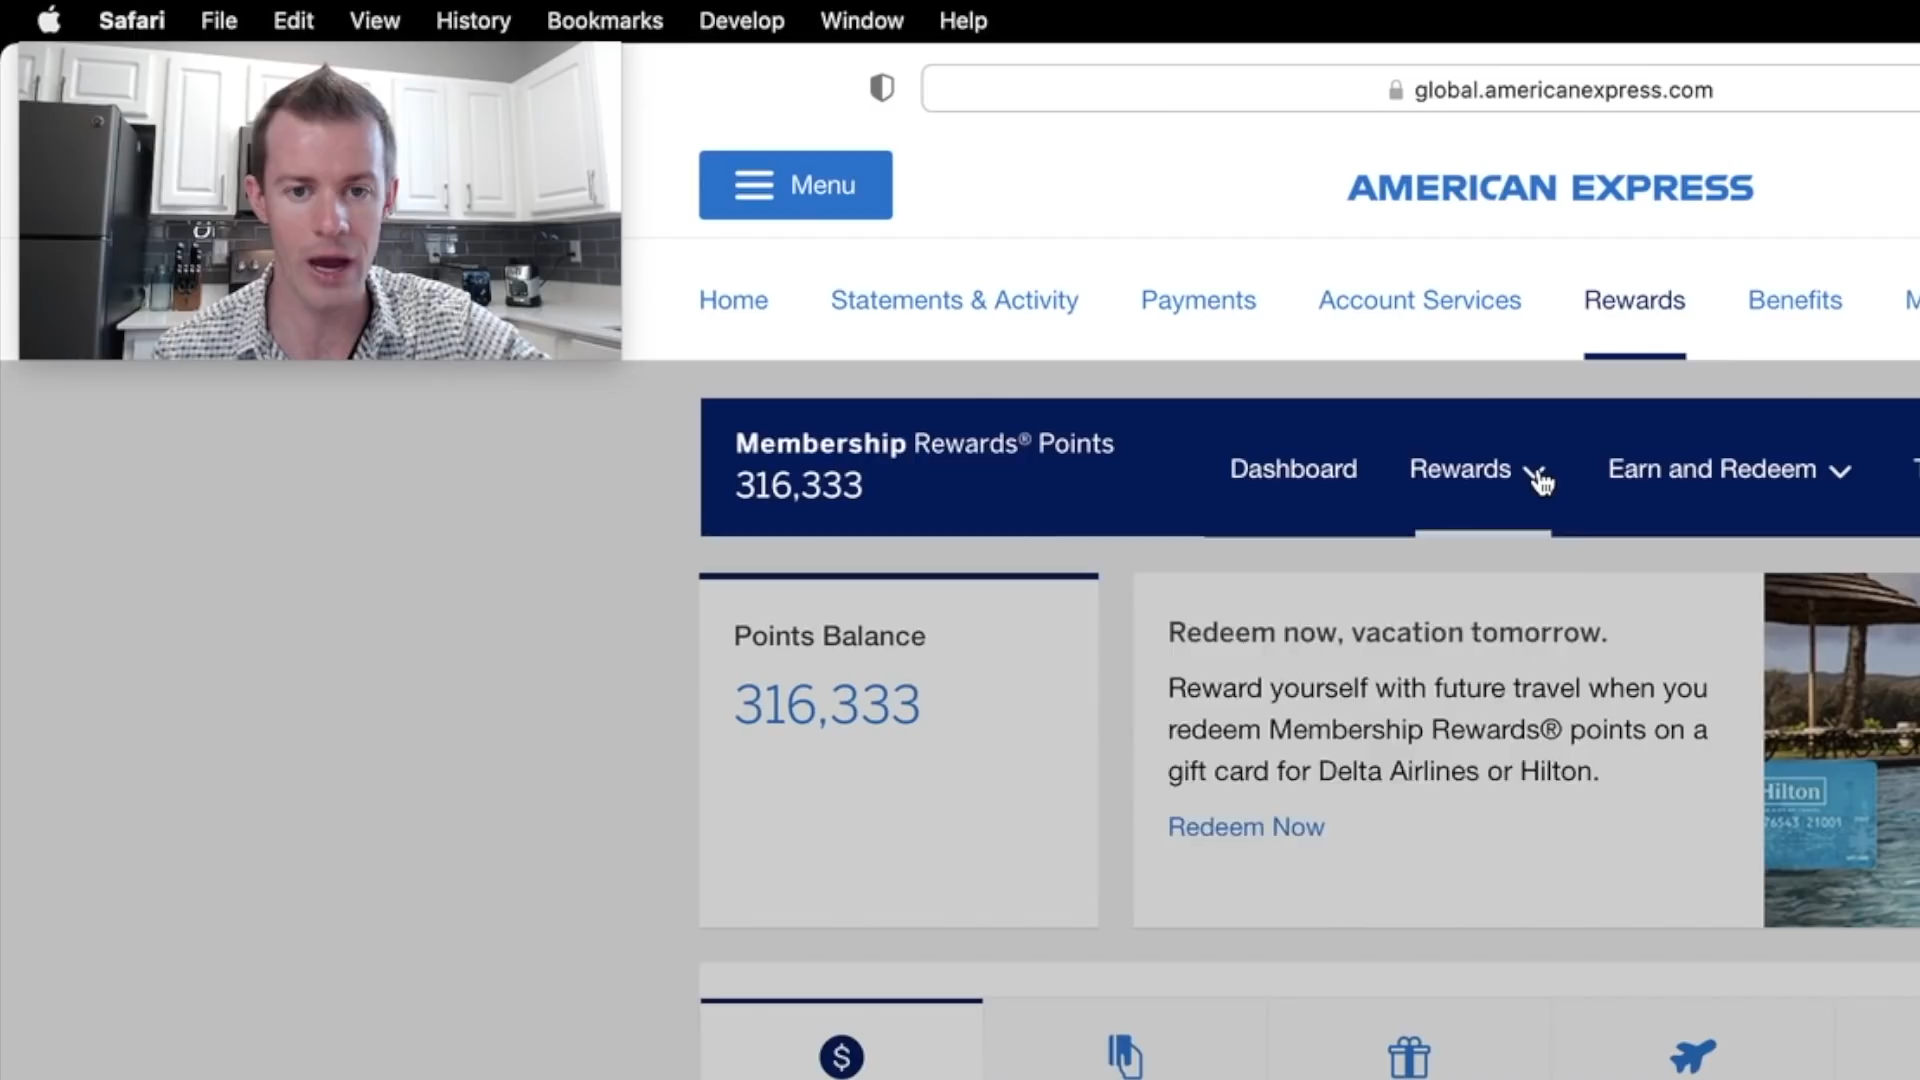 Safari File Edit View History Bookmarks Develop Window Help
global.americanexpress.com
Menu
AMERICAN EXPRESS
Home Statements & Activity Payments Account Services Rewards Benefits M
Membership Rewards® Points
316,333
Dashboard Rewards Earn and Redeem
Points Balance
316,333
Redeem now, vacation tomorrow.
Reward yourself with future travel when you
redeem Membership Rewards® points on a
gift card for Delta Airlines or Hilton.
Redeem Now
Hilton
76543 21001
$